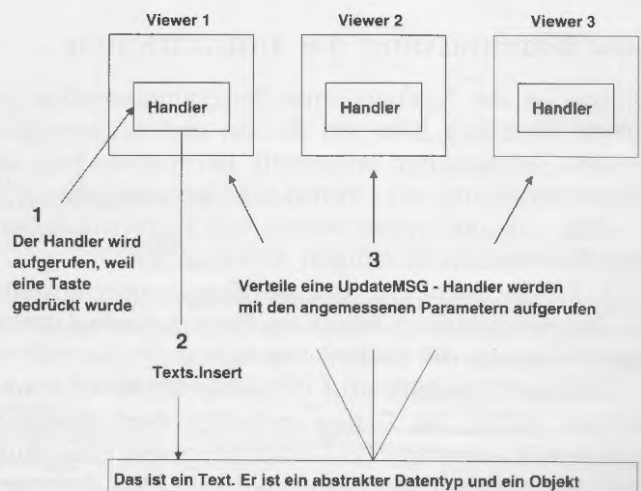 Viewer 1
Viewer 2
Viewer 3
Handler
Handler
Handler
1
Der Handler wird
aufgerufen, weil
eine Taste
gedrückt wurde
3
Verteile eine UpdateMSG - Handler werden
mit den angemessenen Parametern aufgerufen
2
Texts.Insert
Das ist ein Text. Er ist ein abstrakter Datentyp und ein Objekt